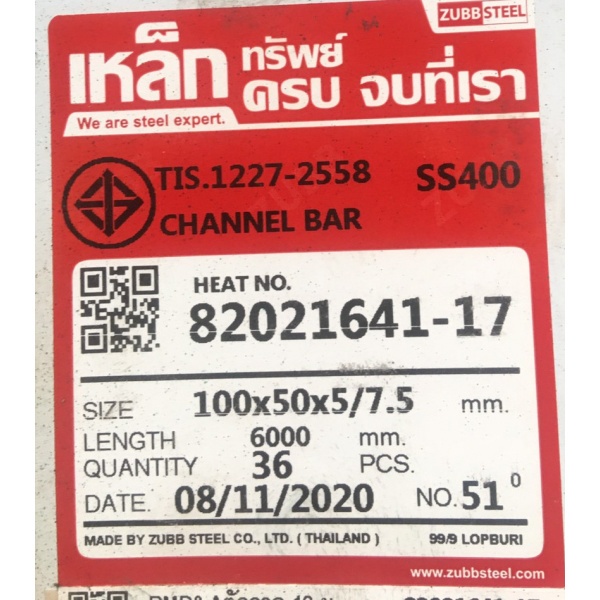 ZUBB STEEL
เหล็ก ทรัพย์
ครบ จบที่เรา
We are steel expert.
TIS.1227-2558 SS400
CHANNEL BAR
HEAT NO.
82021641-17
SIZE 100x50x5/7.5 mm.
LENGTH 6000 mm.
QUANTITY 36 PCS.
DATE. 08/11/2020 NO.51 0
MADE BY ZUBB STEEL CO., LTD. ( THAILAND ) 99/9 LOPBURI
www.zubbsteel.com